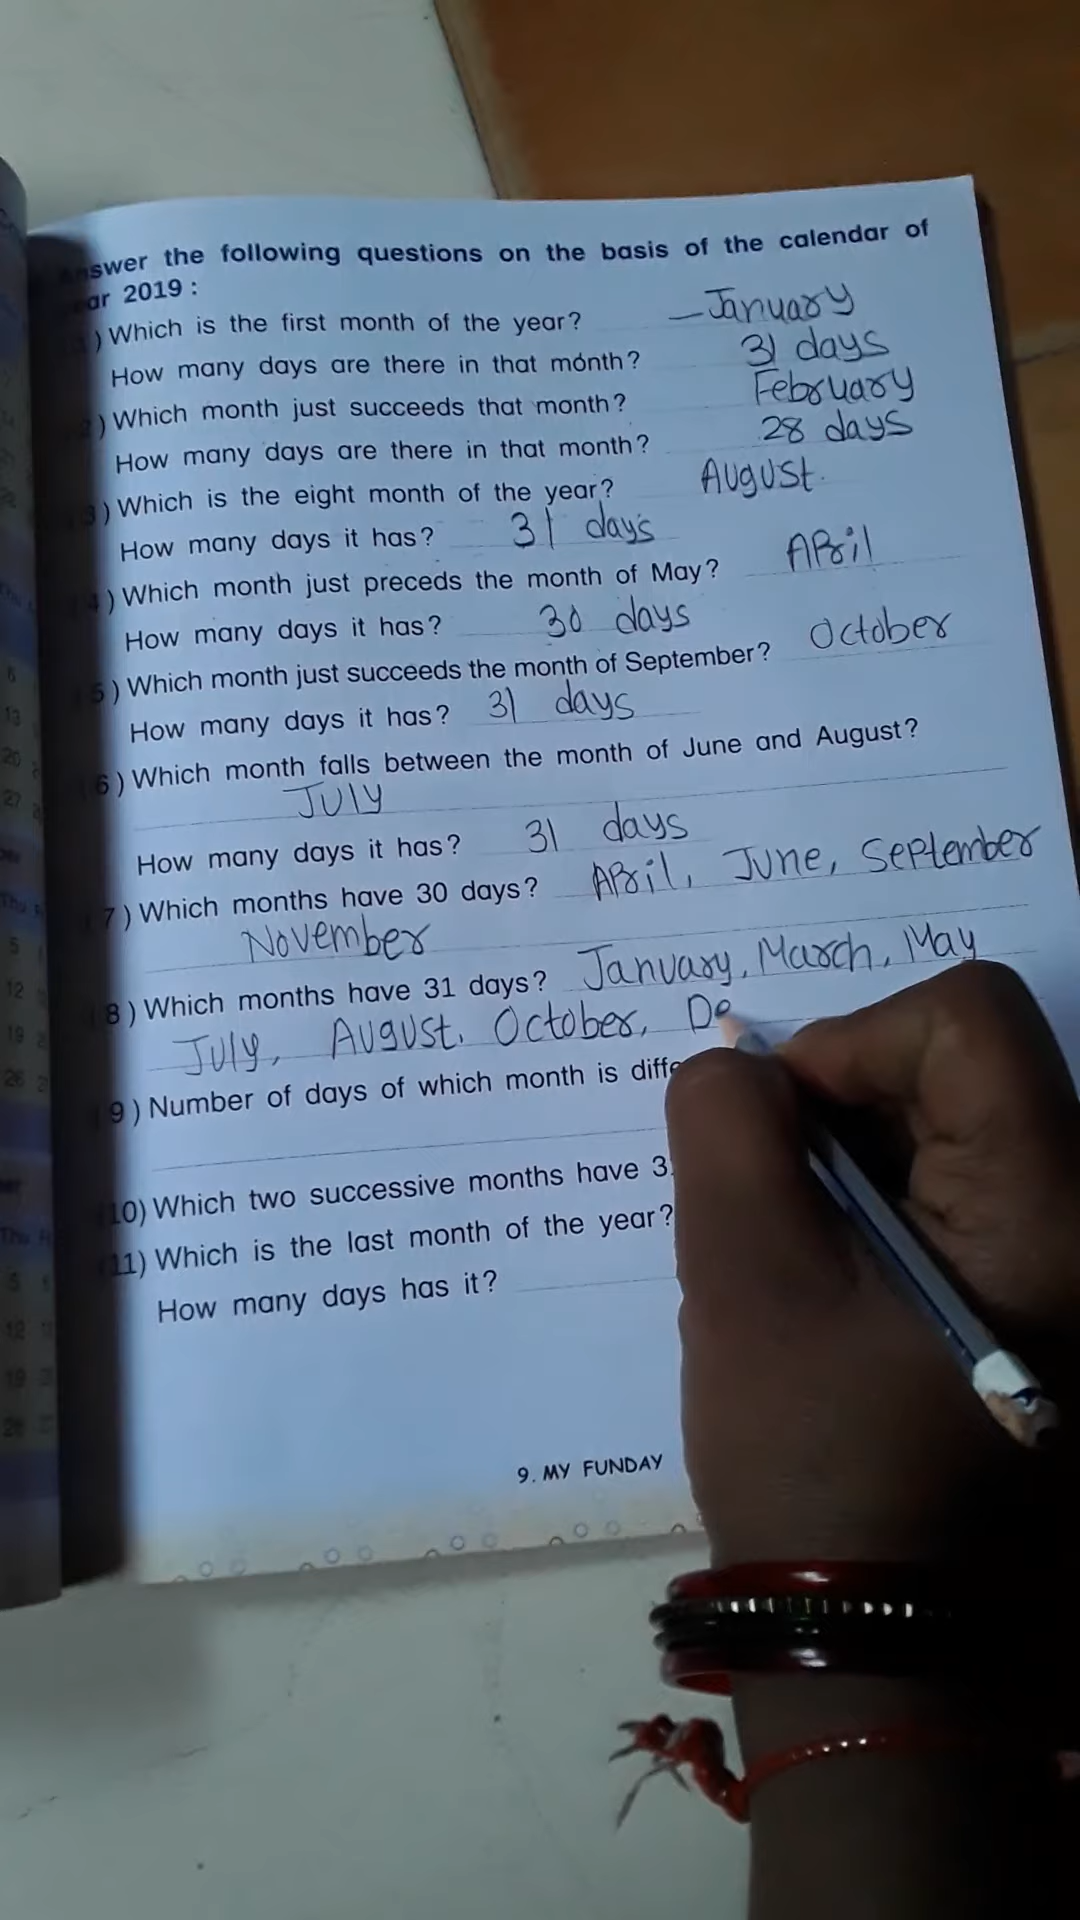 Answer the following questions on the basis of the calendar of
ar 2019 :
) Which is the first month of the year? — January
How many days are there in that month? 31 days
) Which month just succeeds that month? February
How many days are there in that month? 28 days
3 ) Which is the eight month of the year? August.
How many days it has? 31 days
4 ) Which month just preceds the month of May? April
How many days it has? 30 days
5 ) Which month just succeeds the month of September? October
How many days it has? 31 days
6 ) Which month falls between the month of June and August?
July
How many days it has? 31 days
7 ) Which months have 30 days? April, June, September
November
8 ) Which months have 31 days? January, March, May
July, August, October, De
9 ) Number of days of which month is diffe
10) Which two successive months have 3
11) Which is the last month of the year?
How many days has it?
9. MY FUNDAY